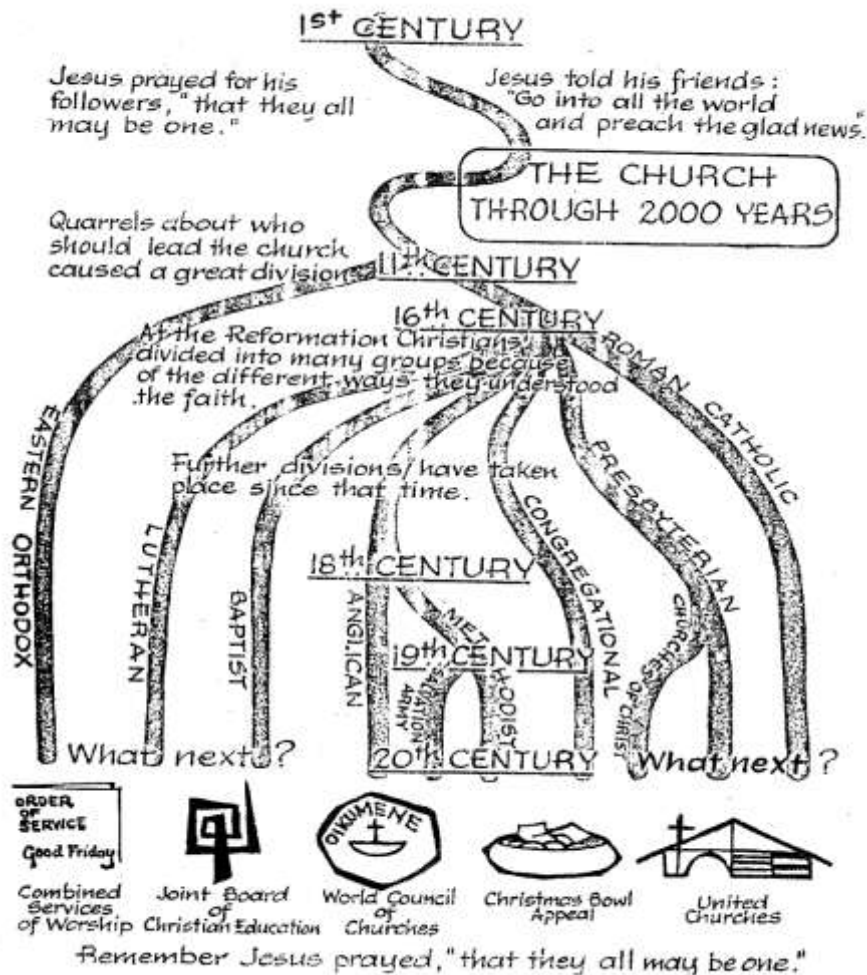 1st CENTURY
Jesus prayed for his
followers, "that they all
may be one."
Jesus told his friends:
"Go into all the world
and preach the glad news."
THE CHURCH
THROUGH 2000 YEARS
Quarrels about who
should lead the church
caused a great division
11th CENTURY
16th CENTURY
At the Reformation Christians
divided into many groups because
of the different ways they understood
the faith.
ROMAN CATHOLIC
EASTERN ORTHODOX
Further divisions have taken
place since that time.
LUTHERAN
BAPTIST
ANGLICAN
CONGREGATIONAL
PRESBYTERIAN
18th CENTURY
METHODIST
CHURCHES OF CHRIST
19th CENTURY
SALVATION
ARMY
What next?
20th CENTURY
What next?
ORDER
OF
SERVICE
Good Friday
OIKUMENE
Combined
Services
of Worship
Joint Board
of
Christian Education
World Council
of
Churches
Christmas Bowl
Appeal
United
Churches
Remember Jesus prayed, "that they all may be one."